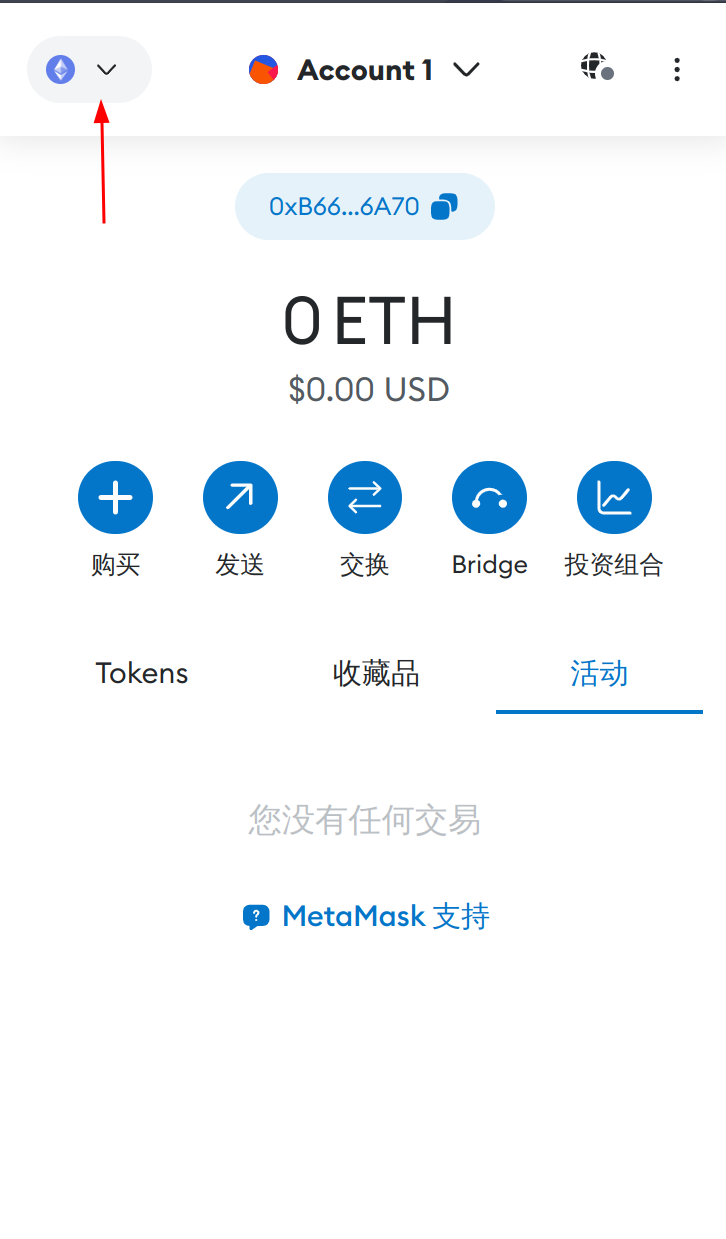 Account 1
0xB66...6A70
0 ETH
$0.00 USD
购买 发送 交换 Bridge 投资组合
Tokens 收藏品 活动
您没有任何交易
MetaMask 支持